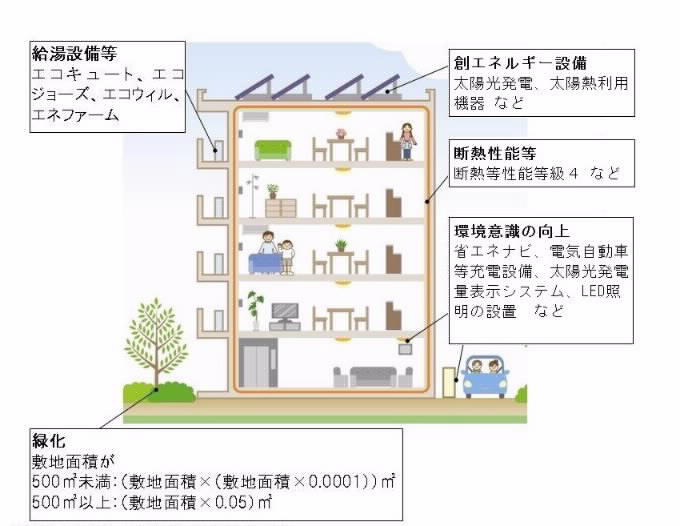 給湯設備等
エコキュート、エコ
ジョーズ、エコウィル、
エネファーム
創エネルギー設備
太陽光発電、太陽熱利用
機器 など
断熱性能等
断熱等性能等級４ など
環境意識の向上
省エネナビ、電気自動車
等充電設備、太陽光発電
量表示システム、LED照
明の設置　など
緑化
敷地面積が
500㎡未満：(敷地面積×(敷地面積×0.0001))㎡
500㎡以上：(敷地面積×0.05)㎡